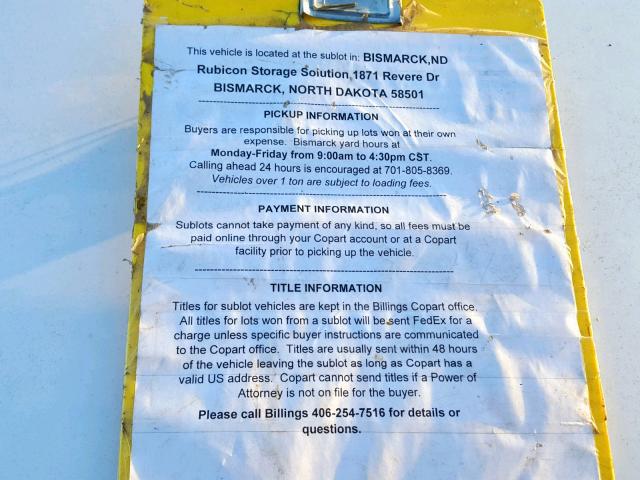 This vehicle is located at the sublot in: BISMARCK,ND
Rubicon Storage Solution 1871 Revere Dr
BISMARCK, NORTH DAKOTA 58501
------------------------------------------------------------
PICKUP INFORMATION
Buyers are responsible for picking up lots won at their own
expense. Bismarck yard hours at
Monday-Friday from 9:00am to 4:30pm CST.
Calling ahead 24 hours is encouraged at 701-805-8369.
Vehicles over 1 ton are subject to loading fees.
------------------------------------------------------------
PAYMENT INFORMATION
Sublots cannot take payment of any kind, so all fees must be
paid online through your Copart account or at a Copart
facility prior to picking up the vehicle.
------------------------------------------------------------
TITLE INFORMATION
Titles for sublot vehicles are kept in the Billings Copart office.
All titles for lots won from a sublot will be sent FedEx for a
charge unless specific buyer instructions are communicated
to the Copart office. Titles are usually sent within 48 hours
of the vehicle leaving the sublot as long as Copart has a
valid US address. Copart cannot send titles if a Power of
Attorney is not on file for the buyer.
Please call Billings 406-254-7516 for details or
questions.